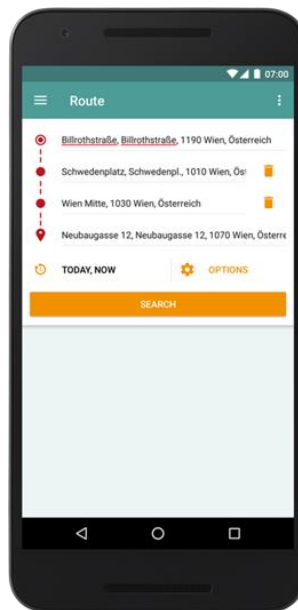 07:00
Route
Billrothstraße, Billrothstraße, 1190 Wien, Österreich
Schwedenplatz, Schwedenpl., 1010 Wien, Ös
Wien Mitte, 1030 Wien, Österreich
Neubaugasse 12, Neubaugasse 12, 1070 Wien, Österre
TODAY, NOW
OPTIONS
SEARCH